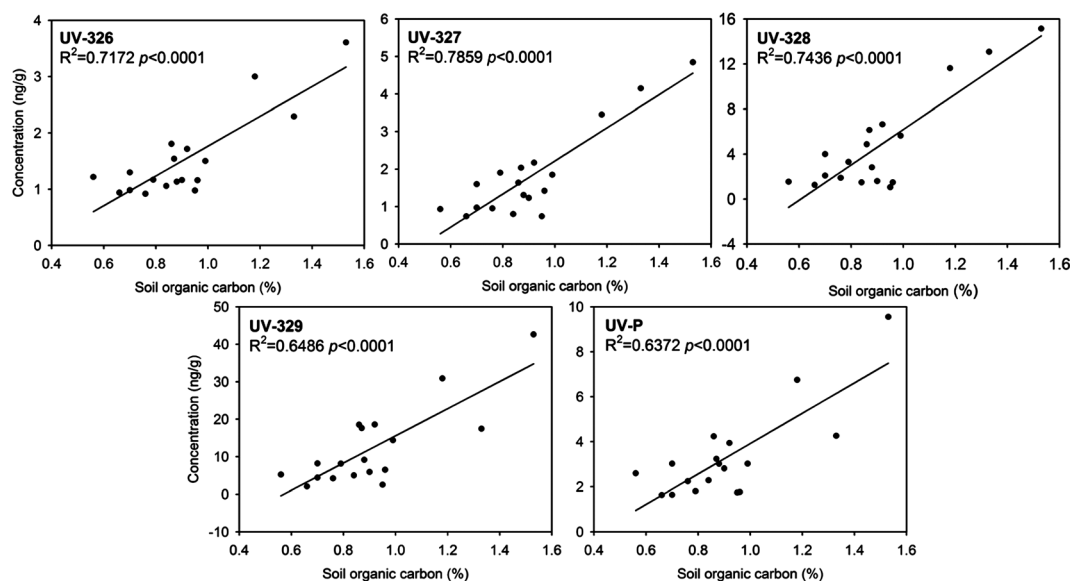 UV-326
R²=0.7172 p<0.0001
Concentration (ng/g)
4
3
2
1
0
0.4 0.6 0.8 1.0 1.2 1.4 1.6
Soil organic carbon (%)
UV-327
R²=0.7859 p<0.0001
6
5
4
3
2
1
0
0.4 0.6 0.8 1.0 1.2 1.4 1.6
Soil organic carbon (%)
UV-328
R²=0.7436 p<0.0001
16
12
8
4
0
-4
0.4 0.6 0.8 1.0 1.2 1.4 1.6
Soil organic carbon (%)
UV-329
R²=0.6486 p<0.0001
Concentration (ng/g)
50
40
30
20
10
0
-10
0.4 0.6 0.8 1.0 1.2 1.4 1.6
Soil organic carbon (%)
UV-P
R²=0.6372 p<0.0001
10
8
6
4
2
0
0.4 0.6 0.8 1.0 1.2 1.4 1.6
Soil organic carbon (%)